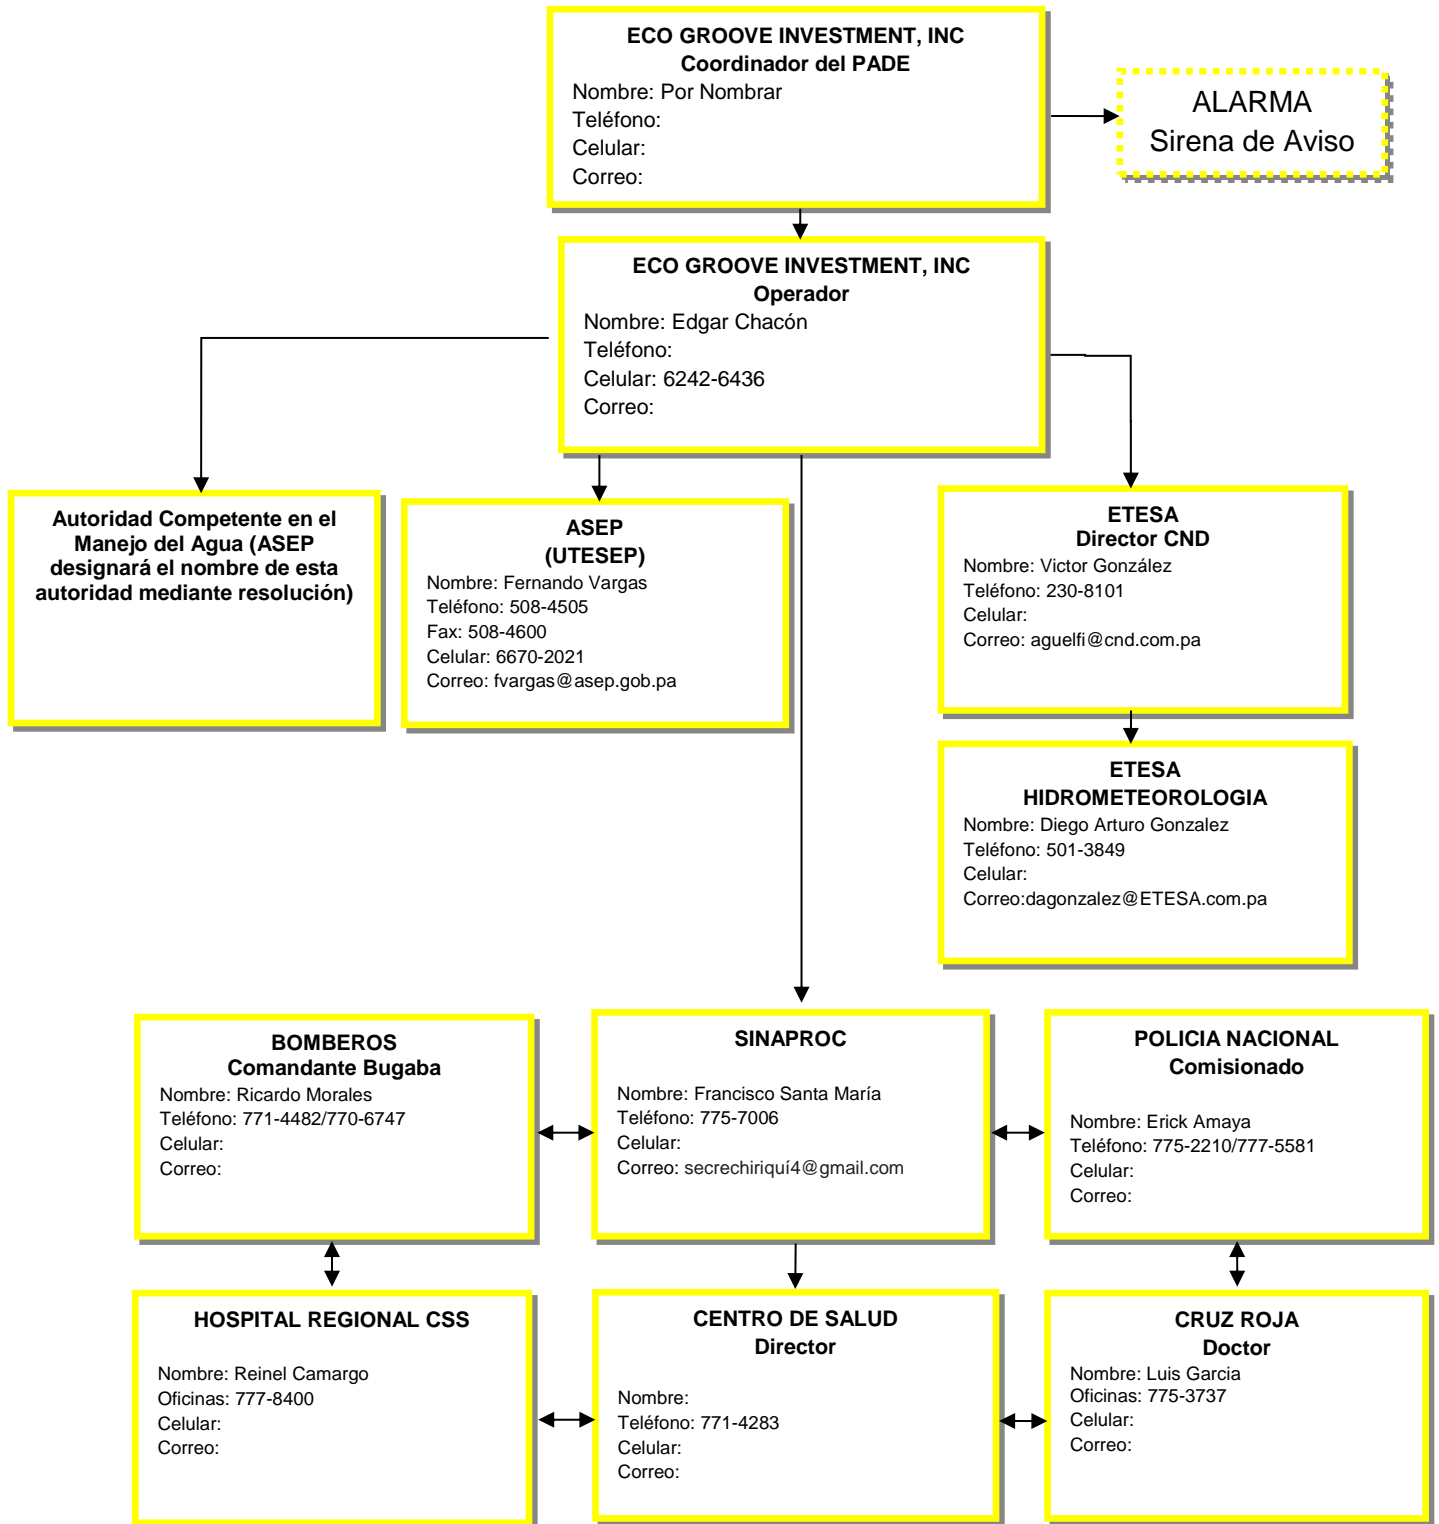 ECO GROOVE INVESTMENT, INC
Coordinador del PADE
Nombre: Por Nombrar
Teléfono:
Celular:
Correo:
ALARMA
Sirena de Aviso
ECO GROOVE INVESTMENT, INC
Operador
Nombre: Edgar Chacón
Teléfono:
Celular: 6242-6436
Correo:
Autoridad Competente en el
Manejo del Agua (ASEP
designará el nombre de esta
autoridad mediante resolución)
ASEP
(UTESEP)
Nombre: Fernando Vargas
Teléfono: 508-4505
Fax: 508-4600
Celular: 6670-2021
Correo: fvargas@asep.gob.pa
ETESA
Director CND
Nombre: Victor González
Teléfono: 230-8101
Celular:
Correo: aguelfi@cnd.com.pa
ETESA
HIDROMETEOROLOGIA
Nombre: Diego Arturo Gonzalez
Teléfono: 501-3849
Celular:
Correo:dagonzalez@ETESA.com.pa
BOMBEROS
Comandante Bugaba
Nombre: Ricardo Morales
Teléfono: 771-4482/770-6747
Celular:
Correo:
SINAPROC
Nombre: Francisco Santa María
Teléfono: 775-7006
Celular:
Correo: secrechiriquí4@gmail.com
POLICIA NACIONAL
Comisionado
Nombre: Erick Amaya
Teléfono: 775-2210/777-5581
Celular:
Correo:
HOSPITAL REGIONAL CSS
Nombre: Reinel Camargo
Oficinas: 777-8400
Celular:
Correo:
CENTRO DE SALUD
Director
Nombre:
Teléfono: 771-4283
Celular:
Correo:
CRUZ ROJA
Doctor
Nombre: Luis Garcia
Oficinas: 775-3737
Celular:
Correo: